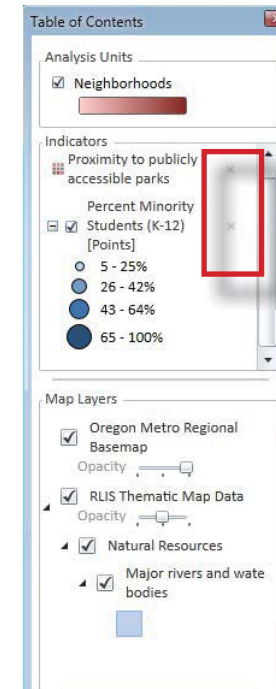 Table of Contents
Analysis Units
Neighborhoods
Indicators
Proximity to publicly
accessible parks
Percent Minority
Students (K-12)
[Points]
5 - 25%
26 - 42%
43 - 64%
65 - 100%
Map Layers
Oregon Metro Regional
Basemap
Opacity
RLIS Thematic Map Data
Opacity
Natural Resources
Major rivers and wate
bodies